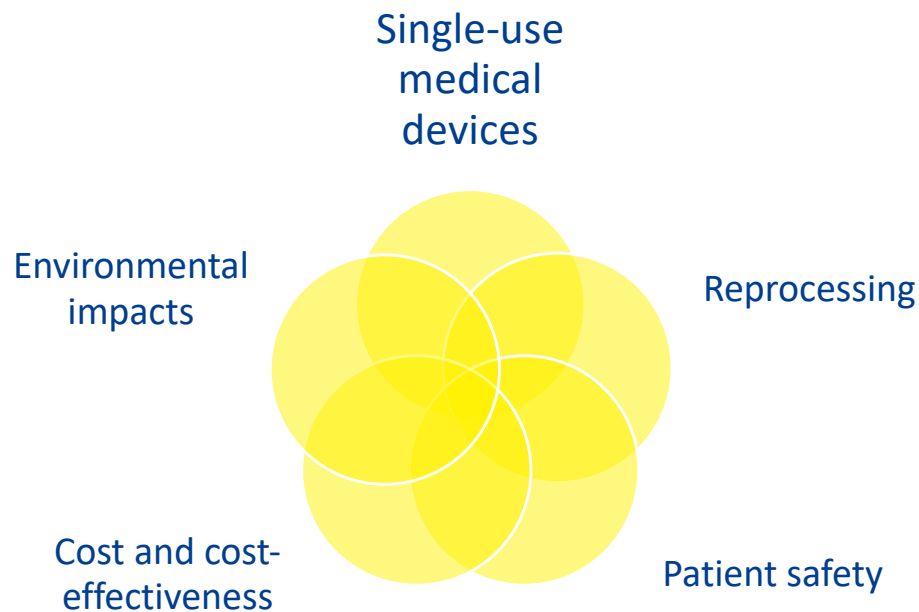 Single-use
medical
devices
Environmental
impacts
Reprocessing
Cost and cost-
effectiveness
Patient safety